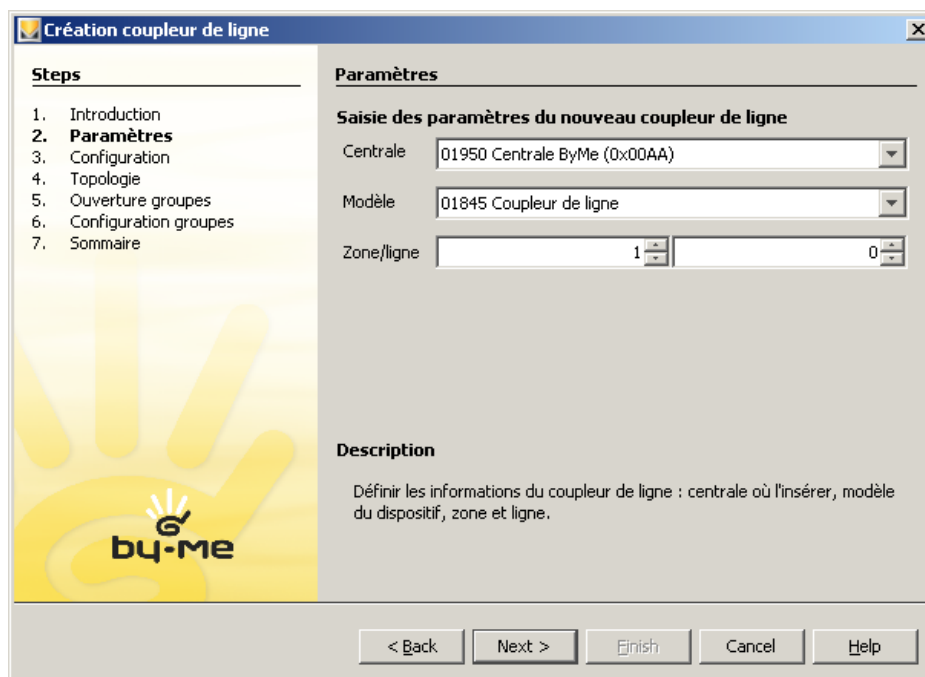 Création coupleur de ligne
Steps
1. Introduction
2. Paramètres
3. Configuration
4. Topologie
5. Ouverture groupes
6. Configuration groupes
7. Sommaire
by-me
Paramètres
Saisie des paramètres du nouveau coupleur de ligne
Centrale 01950 Centrale ByMe (0x00AA)
Modèle 01845 Coupleur de ligne
Zone/ligne 1 0
Description
Définir les informations du coupleur de ligne : centrale où l'insérer, modèle
du dispositif, zone et ligne.
< Back Next > Finish Cancel Help